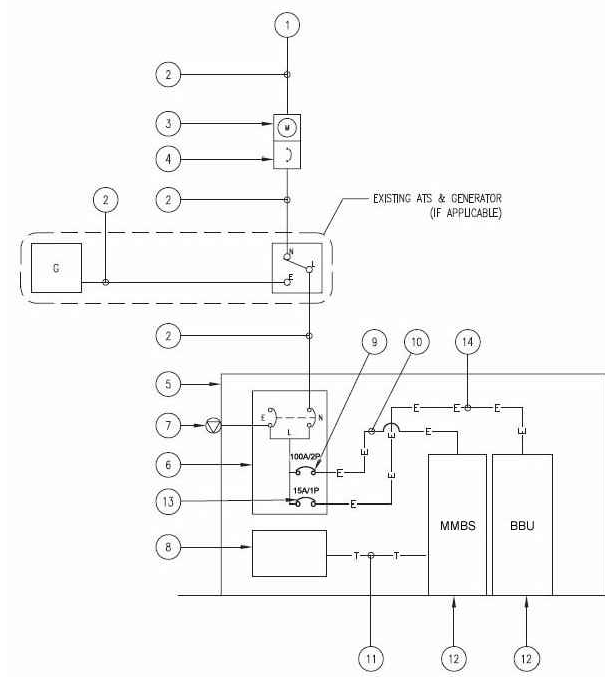 1
2
3
M
4
2
EXISTING ATS & GENERATOR
(IF APPLICABLE)
2
N
L
E
G
2
9
10
14
5
E
E
E
7
E
N
E
E
L
E
E
6
100A/2P
E
E
13
15A/1P
E
MMBS
BBU
8
T
T
11
12
12